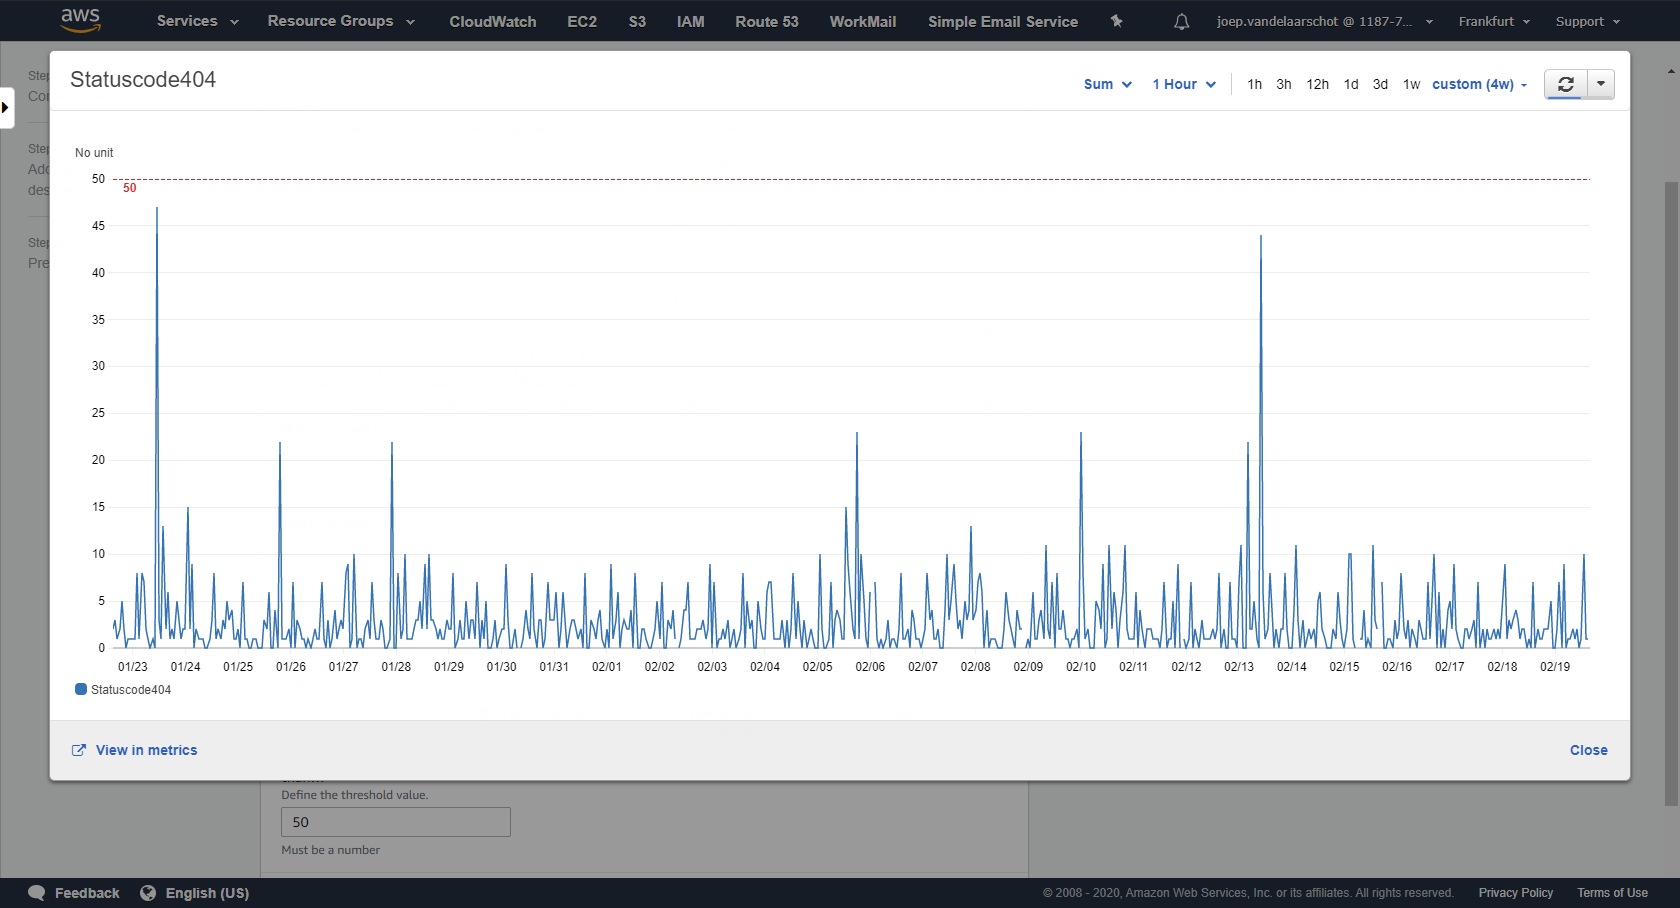 aws Services Resource Groups CloudWatch EC2 S3 IAM Route 53 WorkMail Simple Email Service joep.vandelaarschot @ 1187-7... Frankfurt Support
Statuscode404
Sum 1 Hour 1h 3h 12h 1d 3d 1w custom (4w)
Step
Con
Step
Add
des
Step
Pre
No unit
50
50
45
40
35
30
25
20
15
10
5
0
01/23 01/24 01/25 01/26 01/27 01/28 01/29 01/30 01/31 02/01 02/02 02/03 02/04 02/05 02/06 02/07 02/08 02/09 02/10 02/11 02/12 02/13 02/14 02/15 02/16 02/17 02/18 02/19
Statuscode404
View in metrics Close
Define the threshold value.
50
Must be a number
Feedback English (US) © 2008 - 2020, Amazon Web Services, Inc. or its affiliates. All rights reserved. Privacy Policy Terms of Use